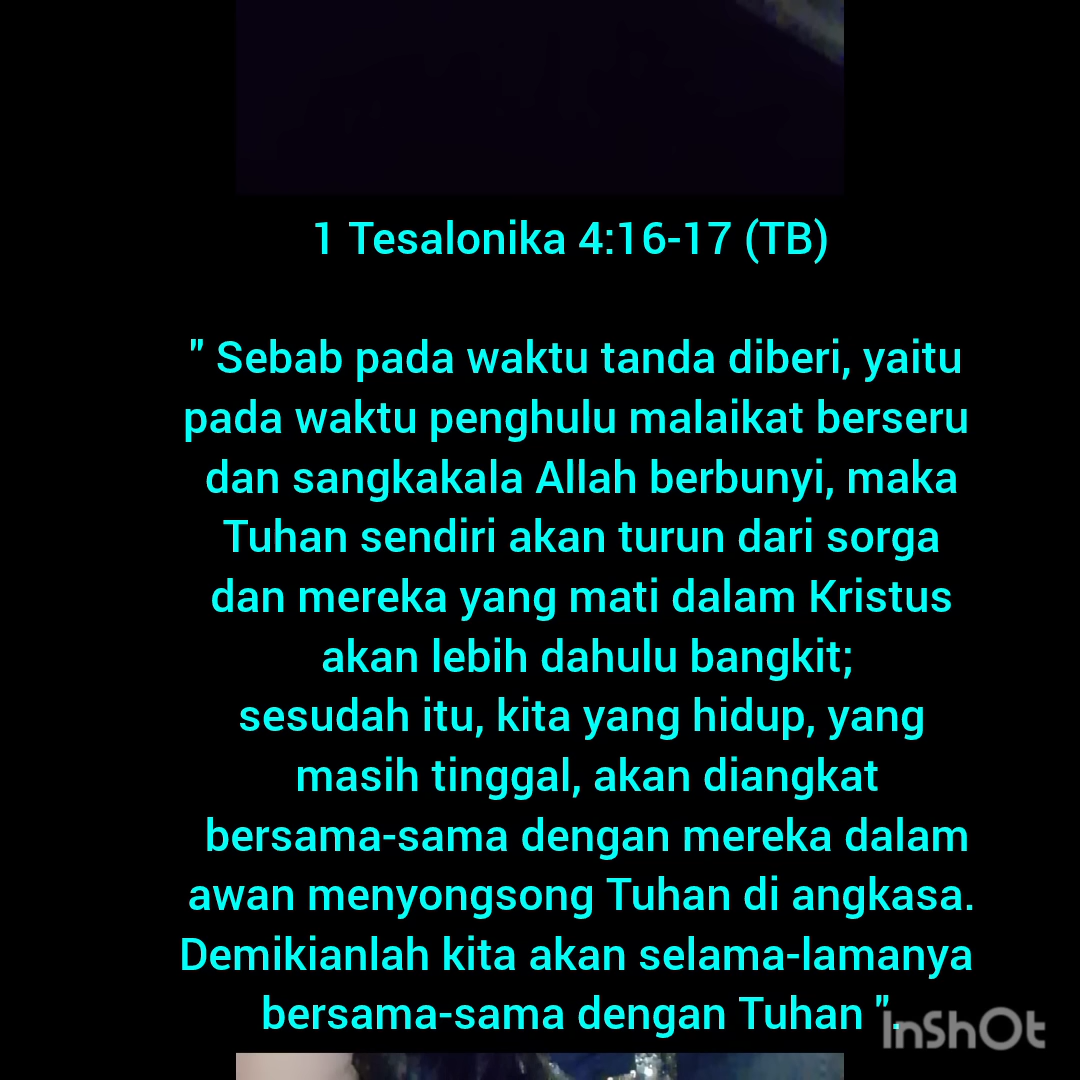 1 Tesalonika 4:16-17 (TB)
" Sebab pada waktu tanda diberi, yaitu
pada waktu penghulu malaikat berseru
dan sangkakala Allah berbunyi, maka
Tuhan sendiri akan turun dari sorga
dan mereka yang mati dalam Kristus
akan lebih dahulu bangkit;
sesudah itu, kita yang hidup, yang
masih tinggal, akan diangkat
bersama-sama dengan mereka dalam
awan menyongsong Tuhan di angkasa.
Demikianlah kita akan selama-lamanya
bersama-sama dengan Tuhan ".
InShOt